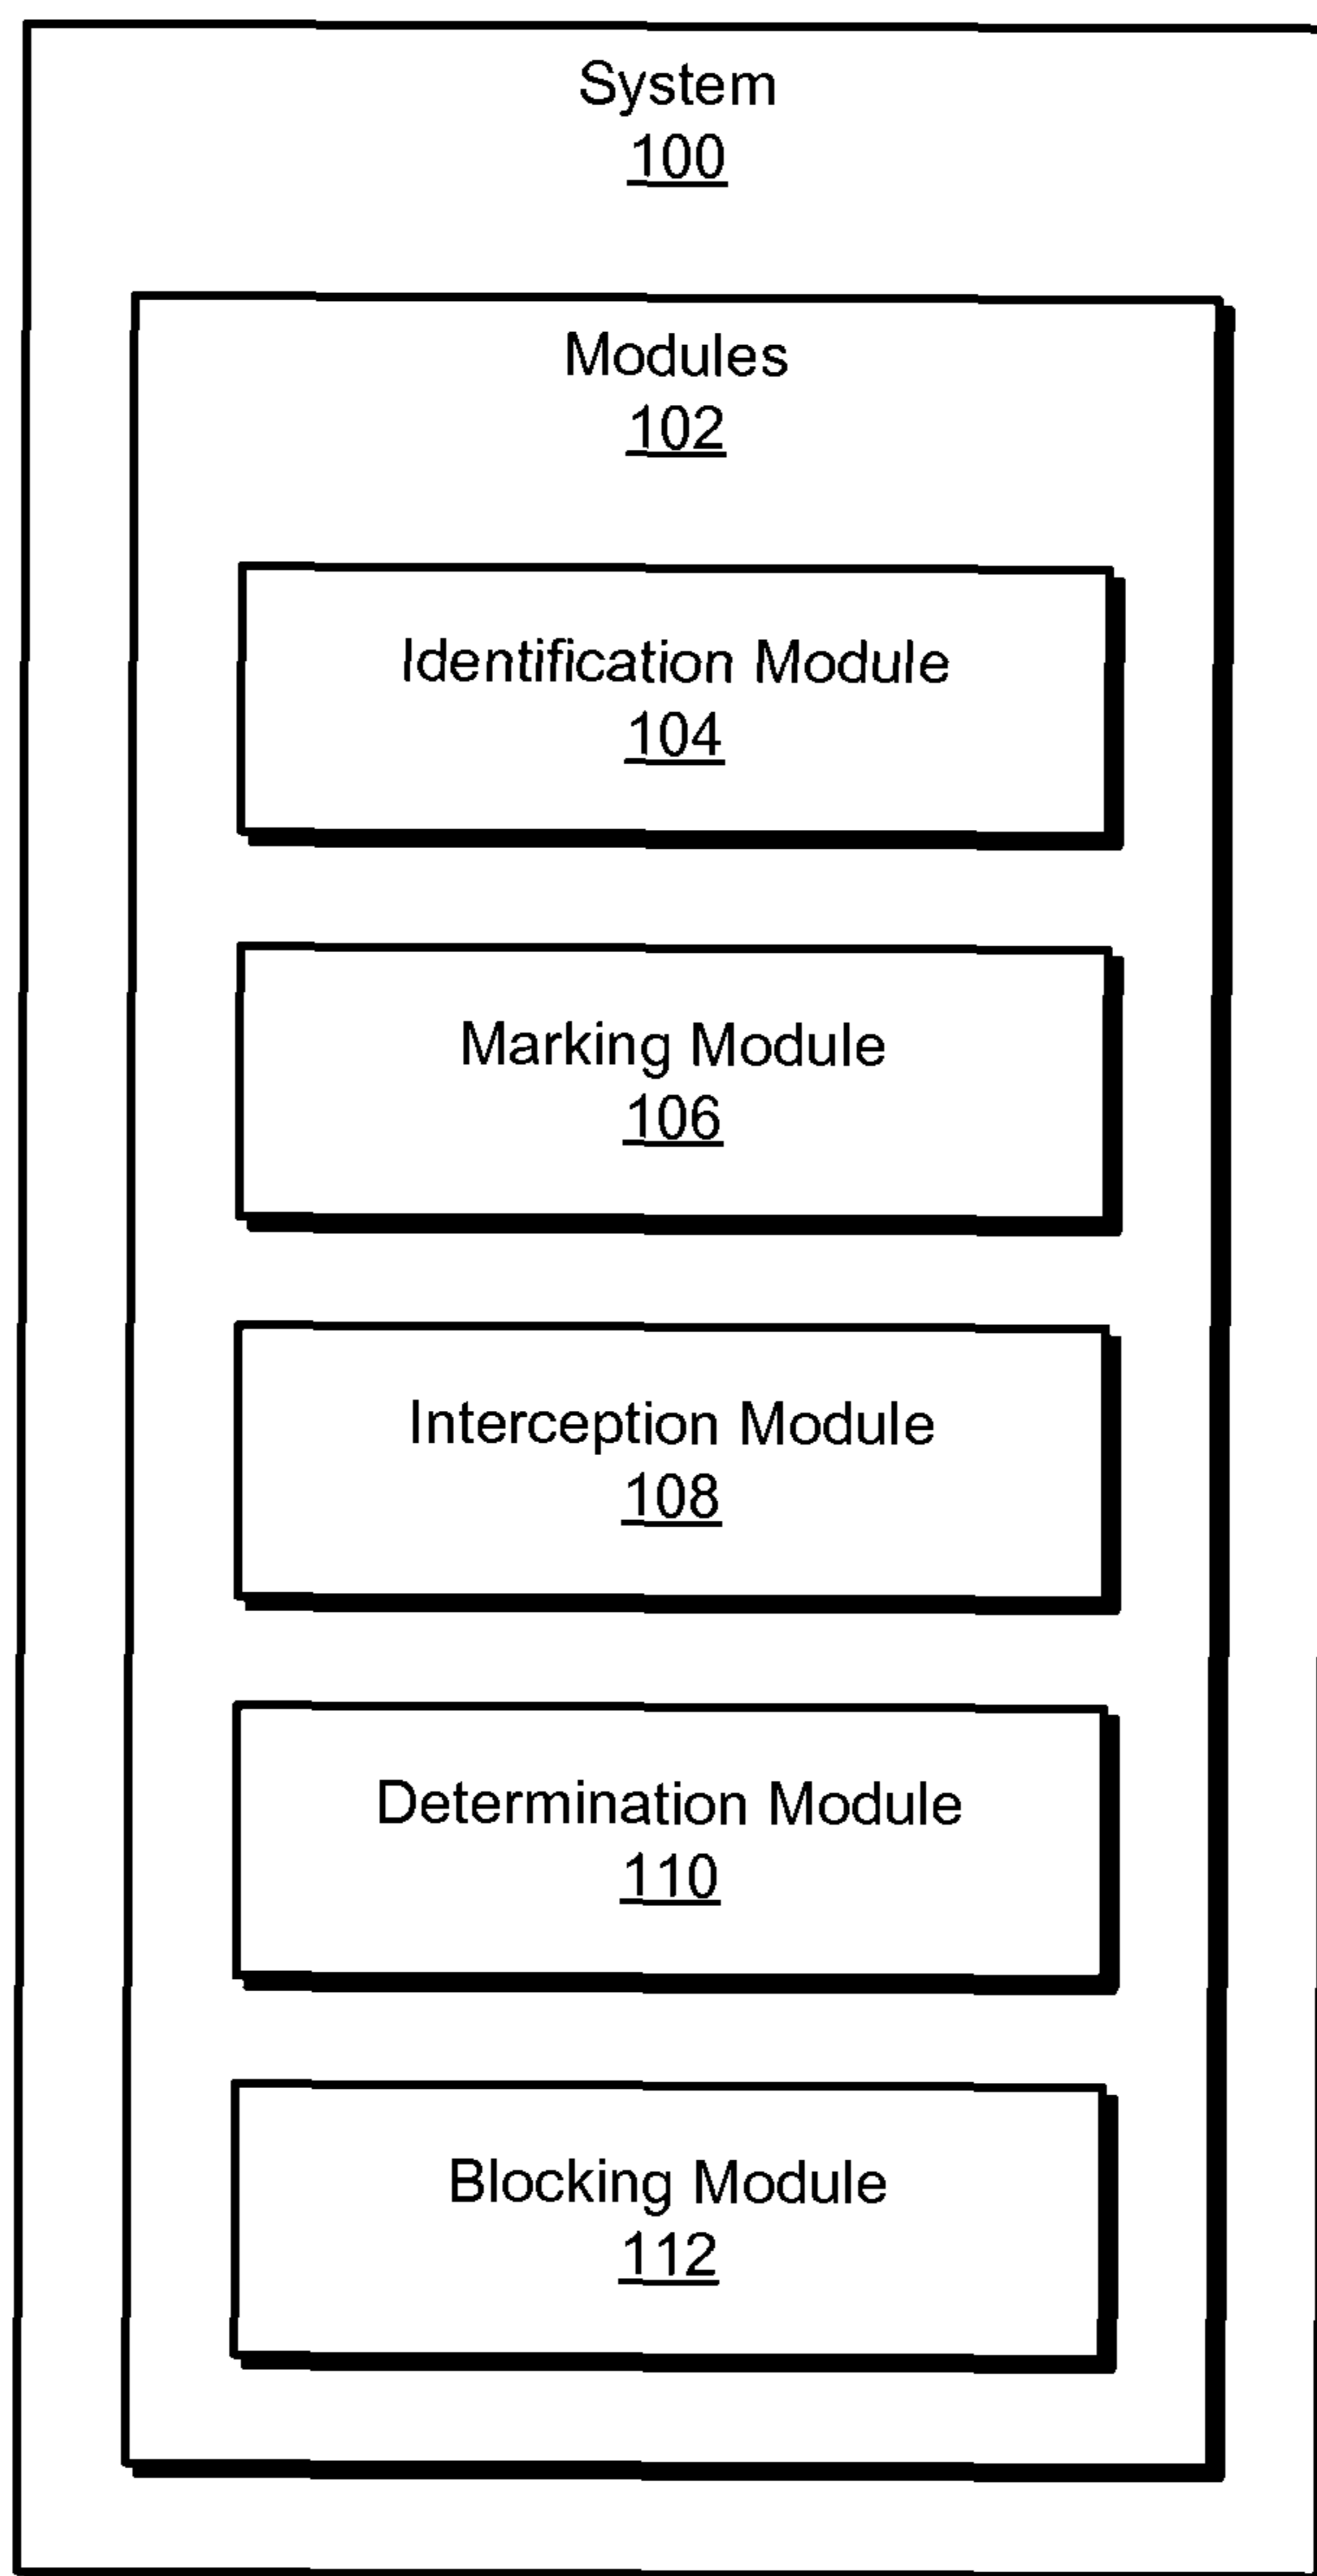 System
100
Modules
102
Identification Module
104
Marking Module
106
Interception Module
108
Determination Module
110
Blocking Module
112